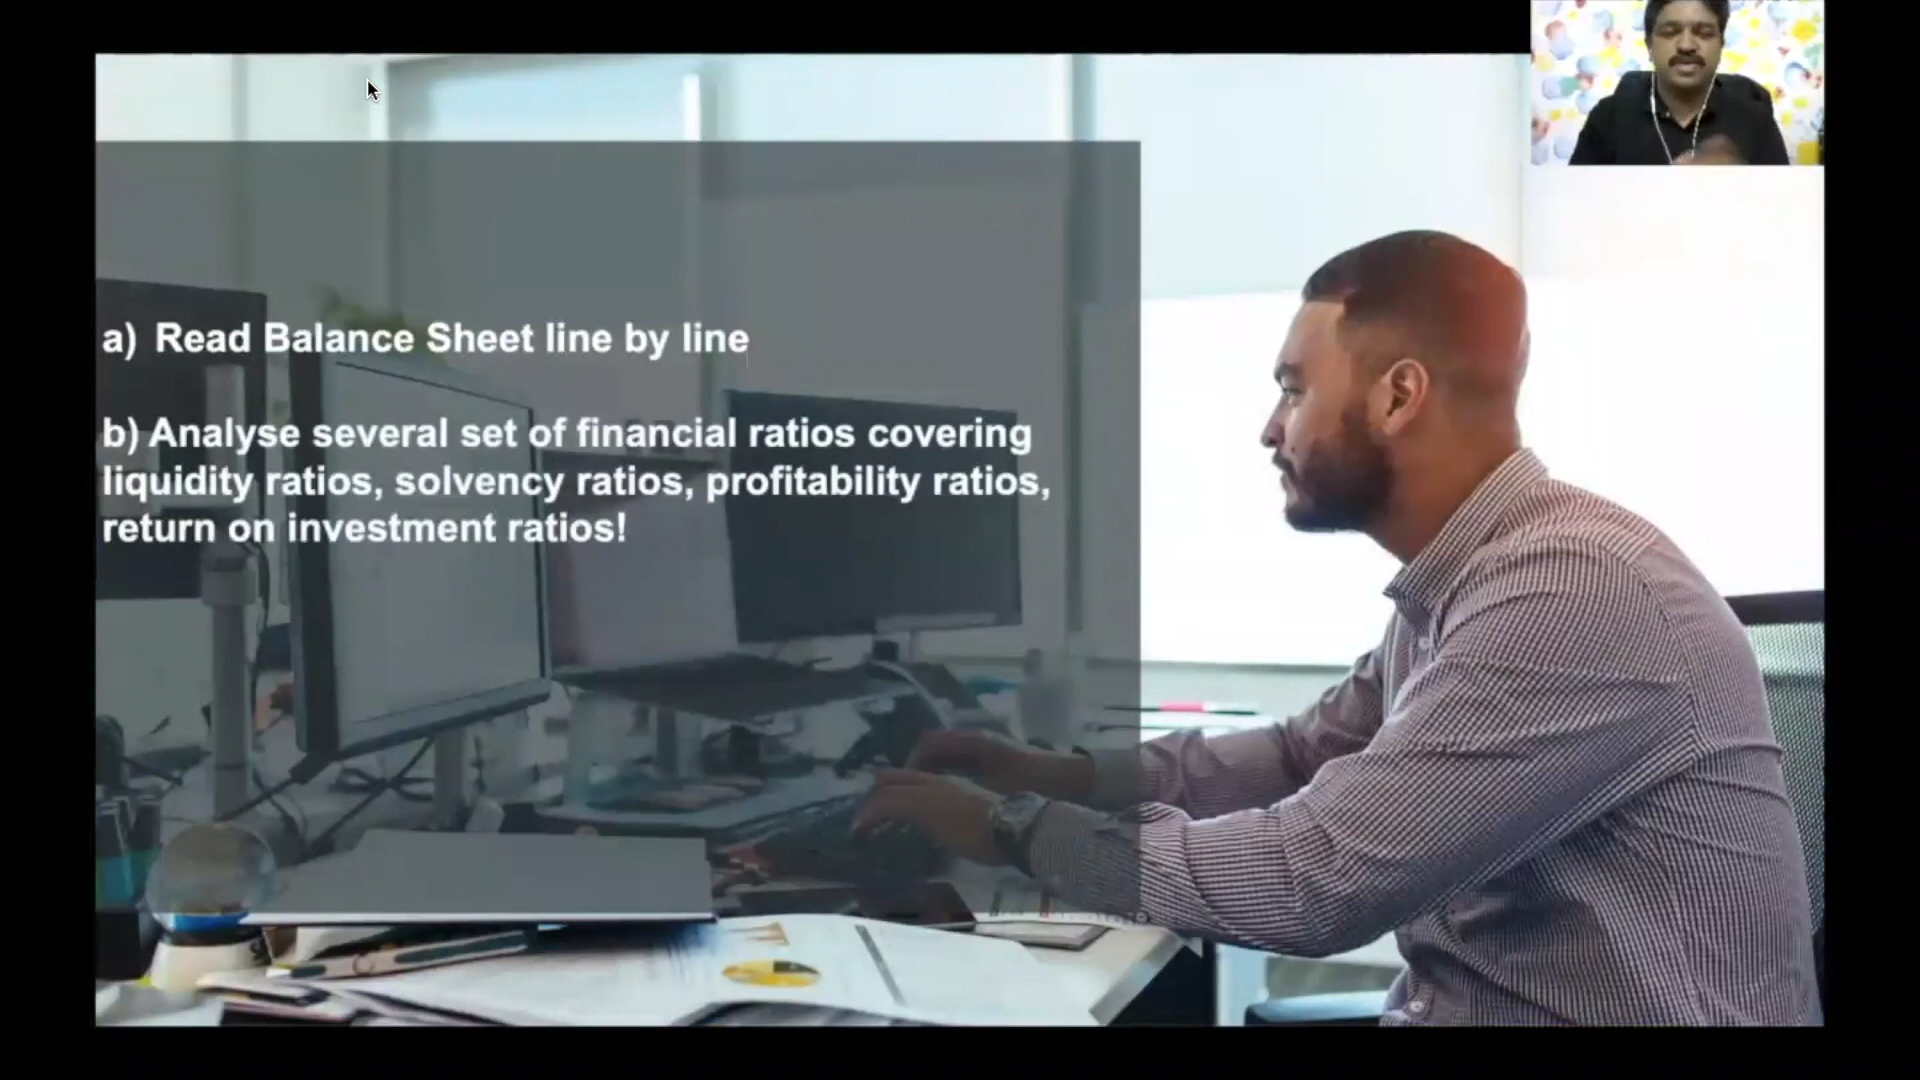 a) Read Balance Sheet line by line
b) Analyse several set of financial ratios covering
liquidity ratios, solvency ratios, profitability ratios,
return on investment ratios!